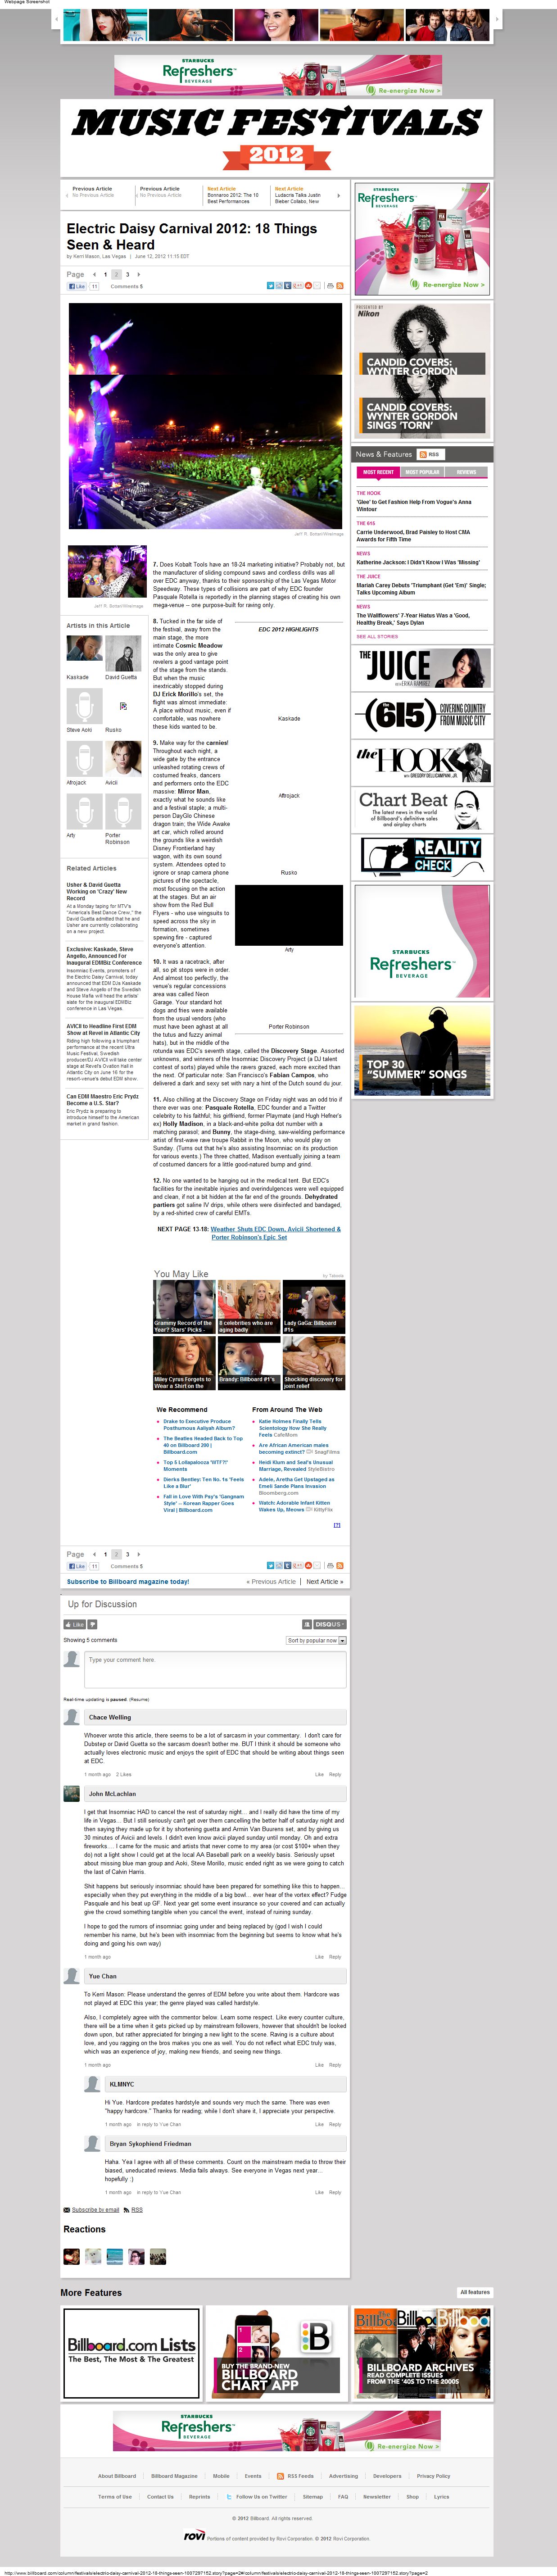 Webpage Screenshot
STARBUCKS
Refreshers™
BEVERAGE
Re-energize Now >
MUSIC FESTIVALS
2012
Previous Article
No Previous Article
Previous Article
No Previous Article
Next Article
Bonnaroo 2012: The 10
Best Performances
Next Article
Ludacris Talks Justin
Bieber Collabo, New
Electric Daisy Carnival 2012: 18 Things
Seen & Heard
by Kerri Mason, Las Vegas | June 12, 2012 11:15 EDT
Page 1 2 3
Like 11 Comments 5
Jeff R. Bottari/WireImage
Jeff R. Bottari/WireImage
7. Does Kobalt Tools have an 18-24 marketing initiative? Probably not, but
the manufacturer of sliding compound saws and cordless drills was all
over EDC anyway, thanks to their sponsorship of the Las Vegas Motor
Speedway. These types of collisions are part of why EDC founder
Pasquale Rotella is reportedly in the planning stages of creating his own
mega-venue -- one purpose-built for raving only.
Artists in this Article
Kaskade
David Guetta
Steve Aoki
Rusko
Afrojack
Avicii
Arty
Porter
Robinson
8. Tucked in the far side of
the festival, away from the
main stage, the more
intimate Cosmic Meadow
was the only area to give
revelers a good vantage point
of the stage from the stands.
But when the music
inexplicably stopped during
DJ Erick Morillo's set, the
flight was almost immediate:
A place without music, even if
comfortable, was nowhere
these kids wanted to be.
9. Make way for the carnies!
Throughout each night, a
wide gate by the entrance
unleashed rotating crews of
costumed freaks, dancers
and performers onto the EDC
massive: Mirror Man,
exactly what he sounds like
and a festival staple; a multi-
person DayGlo Chinese
dragon train; the Wide Awake
art car, which rolled around
the grounds like a weirdish
Disney Frontierland hay
wagon, with its own sound
system. Attendees opted to
ignore or snap camera phone
pictures of the spectacle,
most focusing on the action
at the stages. But an air
show from the Red Bull
Flyers - who use wingsuits to
speed across the sky in
formation, sometimes
spewing fire - captured
everyone's attention.
10. It was a racetrack, after
all, so pit stops were in order.
And almost too perfectly, the
venue's regular concessions
area was called Neon
Garage. Your standard hot
dogs and fries were available
from the usual vendors (who
must have been aghast at all
the tutus and fuzzy animal
hats), but in the middle of the
rotunda was EDC's seventh stage, called the Discovery Stage. Assorted
unknowns, and winners of the Insomniac Discovery Project (a DJ talent
contest of sorts) played while the ravers grazed, each more excited than
the next. Of particular note: San Francisco's Fabian Campos, who
delivered a dark and sexy set with nary a hint of the Dutch sound du jour.
11. Also chilling at the Discovery Stage on Friday night was an odd trio if
there ever was one: Pasquale Rotella, EDC founder and a Twitter
celebrity to his faithful; his girlfriend, former Playmate (and Hugh Hefner's
ex) Holly Madison, in a black-and-white polka dot number with a
matching parasol; and Bunny, the stage-diving, saw-wielding performance
artist of first-wave rave troupe Rabbit in the Moon, who would play on
Sunday. (Turns out that he's also assisting Insomniac on its production
for various events.) The three chatted, Madison eventually joining a team
of costumed dancers for a little good-natured bump and grind.
12. No one wanted to be hanging out in the medical tent. But EDC's
facilities for the inevitable injuries and overindulgences were well equipped
and clean, if not a bit hidden at the far end of the grounds. Dehydrated
partiers got saline IV drips, while others were disinfected and bandaged,
by a red-shirted crew of careful EMTs.
NEXT PAGE 13-18: Weather Shuts EDC Down, Avicii Shortened &
Porter Robinson's Epic Set
EDC 2012 HIGHLIGHTS
Kaskade
Afrojack
Rusko
Arty
Porter Robinson
Related Articles
Usher & David Guetta
Working on 'Crazy' New
Record
At a Monday taping for MTV's
"America's Best Dance Crew," the
David Guetta admitted that he and
Usher are currently collaborating
on a new project.
Exclusive: Kaskade, Steve
Angello, Announced For
Inaugural EDMBiz Conference
Insomniac Events, promoters of
the Electric Daisy Carnival, today
announced that EDM DJs Kaskade
and Steve Angello of the Swedish
House Mafia will head the artists'
slate for the inaugural EDMBiz
conference in Las Vegas.
AVICII to Headline First EDM
Show at Revel in Atlantic City
Riding high following a triumphant
performance at the recent Ultra
Music Festival, Swedish
producer/DJ AVICII will take center
stage at Revel's Ovation Hall in
Atlantic City on June 16 for the
resort-venue's debut EDM show.
Can EDM Maestro Eric Prydz
Become a U.S. Star?
Eric Prydz is preparing to
introduce himself to the American
market in grand fashion.
You May Like
by Taboola
Grammy Record of the
Year? Stars' Picks -
8 celebrities who are
aging badly
Lady GaGa: Billboard
#1s
Miley Cyrus Forgets to
Wear a Shirt on the
Brandy: Billboard #1's
Shocking discovery for
joint relief
We Recommend
Drake to Executive Produce
Posthumous Aaliyah Album?
The Beatles Headed Back to Top
40 on Billboard 200 |
Billboard.com
Top 5 Lollapalooza 'WTF?!'
Moments
Dierks Bentley: Ten No. 1s 'Feels
Like a Blur'
Fall in Love With Psy's 'Gangnam
Style' -- Korean Rapper Goes
Viral | Billboard.com
From Around The Web
Katie Holmes Finally Tells
Scientology How She Really
Feels CafeMom
Are African American males
becoming extinct? SnagFilms
Heidi Klum and Seal's Unusual
Marriage, Revealed StyleBistro
Adele, Aretha Get Upstaged as
Emeli Sande Plans Invasion
Bloomberg.com
Watch: Adorable Infant Kitten
Wakes Up, Meows KittyFlix
[?]
Page 1 2 3
Like 11 Comments 5
Subscribe to Billboard magazine today!
« Previous Article | Next Article »
Up for Discussion
Like
DISQUS
Showing 5 comments
Sort by popular now
Type your comment here.
Real-time updating is paused. (Resume)
Chace Welling
Whoever wrote this article, there seems to be a lot of sarcasm in your commentary. I don't care for
Dubstep or David Guetta so the sarcasm doesn't bother me. BUT I think it should be someone who
actually loves electronic music and enjoys the spirit of EDC that should be writing about things seen
at EDC.
1 month ago 2 Likes
Like Reply
John McLachlan
I get that Insomniac HAD to cancel the rest of saturday night... and I really did have the time of my
life in Vegas... But I still seriously can't get over them cancelling the better half of saturday night and
then saying they made up for it by shortening guetta and Armin Van Buurens set, and by giving us
30 minutes of Avicii and levels. I didn't even know avicii played sunday until monday. Oh and extra
fireworks.... I came for the music and artists that never come to my area (or cost $100+ when they
do) not a light show I could get at the local AA Baseball park on a weekly basis. Seriously upset
about missing blue man group and Aoki, Steve Morollo, music ended right as we were going to catch
the last of Calvin Harris.
Shit happens but seriously insomniac should have been prepared for something like this to happen...
especially when they put everything in the middle of a big bowl... ever hear of the vortex effect? Fudge
Pasquale and his beat up GF. Next year get some event insurance so your covered and can actually
give the crowd something tangible when you cancel the event, instead of ruining sunday.
I hope to god the rumors of insomniac going under and being replaced by (god I wish I could
remember his name, but he's been with insomniac from the beginning but seems to know what he's
doing and going his own way)
1 month ago
Like Reply
Yue Chan
To Kerri Mason: Please understand the genres of EDM before you write about them. Hardcore was
not played at EDC this year; the genre played was called hardstyle.
Also, I completely agree with the commentor below. Learn some respect. Like every counter culture,
there will be a time when it gets picked up by mainstream followers, however that shouldn't be looked
down upon, but rather appreciated for bringing a new light to the scene. Raving is a culture about
love, and you ragging on the bros makes you one as well. You do not reflect what EDC truly was,
which was an experience of joy, making new friends, and seeing new things.
1 month ago
Like Reply
KLMNYC
Hi Yue. Hardcore predates hardstyle and sounds very much the same. There was even
"happy hardcore." Thanks for reading; while I don't share it, I appreciate your perspective.
1 month ago in reply to Yue Chan
Like Reply
Bryan Sykophiend Friedman
Haha. Yea I agree with all of these comments. Count on the mainstream media to throw their
biased, uneducated reviews. Media fails always. See everyone in Vegas next year...
hopefully :)
1 month ago in reply to Yue Chan
Like Reply
Subscribe by email RSS
Reactions
STARBUCKS
Refreshers™
BEVERAGE
Re-energize Now >
PRESENTED BY
Nikon
CANDID COVERS:
WYNTER GORDON
CANDID COVERS:
WYNTER GORDON
SINGS 'TORN'
News & Features RSS
MOST RECENT MOST POPULAR REVIEWS
THE HOOK
'Glee' to Get Fashion Help From Vogue's Anna
Wintour
THE 615
Carrie Underwood, Brad Paisley to Host CMA
Awards for Fifth Time
NEWS
Katherine Jackson: I Didn't Know I Was 'Missing'
THE JUICE
Mariah Carey Debuts 'Triumphant (Get 'Em)' Single;
Talks Upcoming Album
NEWS
The Wallflowers' 7-Year Hiatus Was a 'Good,
Healthy Break,' Says Dylan
SEE ALL STORIES
THE JUICE
WITH ERIKA RAMIREZ
the (615) COVERING COUNTRY
FROM MUSIC CITY
the HOOK
WITH GREGORY DELLICARPINI, JR.
Chart Beat
The latest in the world
of Billboard's definitive sales
and airplay charts
REALITY
CHECK
STARBUCKS
Refreshers™
BEVERAGE
TOP 30
"SUMMER" SONGS
More Features
All features
Billboard.com Lists
The Best, The Most & The Greatest
BUY THE BRAND-NEW
BILLBOARD
CHART APP
BILLBOARD ARCHIVES
READ COMPLETE ISSUES
FROM THE '40S TO THE 2000S
STARBUCKS
Refreshers™
BEVERAGE
Re-energize Now >
About Billboard Billboard Magazine Mobile Events RSS Feeds Advertising Developers Privacy Policy
Terms of Use Contact Us Reprints Follow Us on Twitter Sitemap FAQ Newsletter Shop Lyrics
© 2012 Billboard. All rights reserved.
rovi Portions of content provided by Rovi Corporation. © 2012 Rovi Corporation